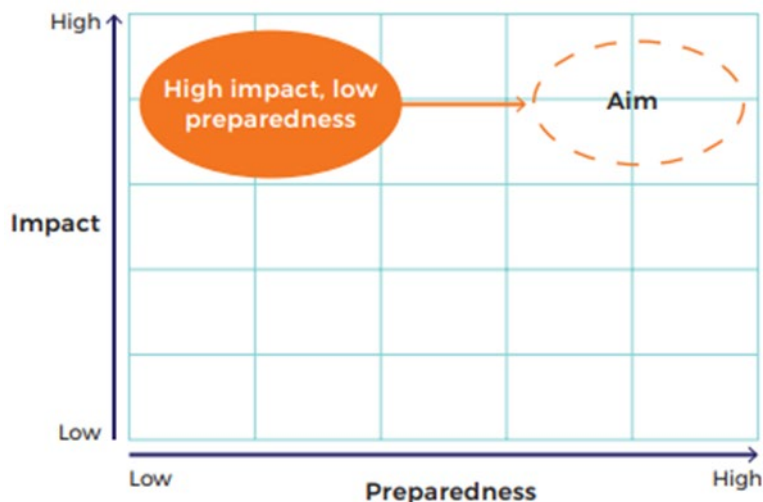 High
High impact, low
preparedness
Aim
Impact
Low
Low
Preparedness
High